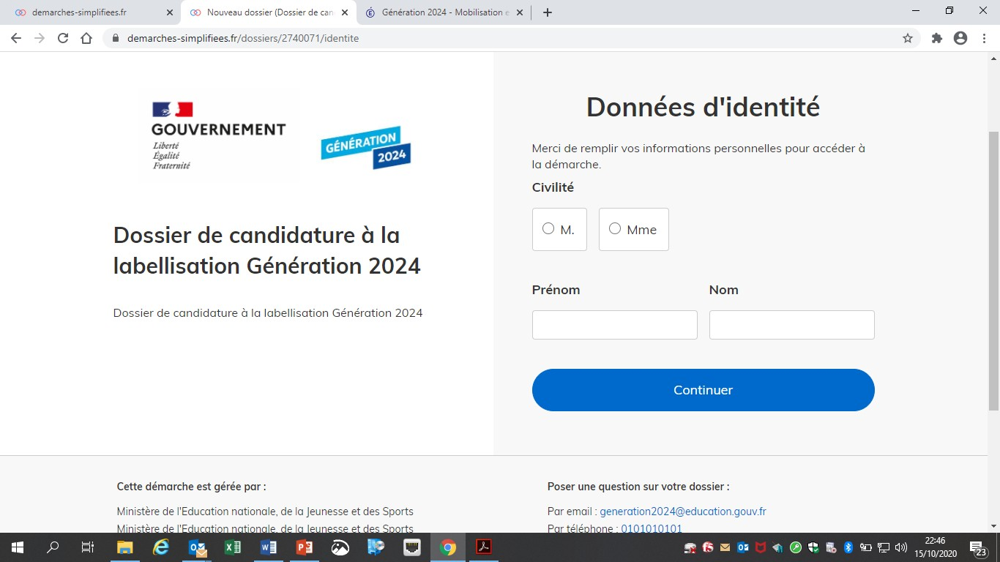 demarches-simplifiees.fr
Nouveau dossier (Dossier de can
Génération 2024 - Mobilisation e
demarches-simplifiees.fr/dossiers/2740071/identite
GOUVERNEMENT
Liberté
Égalité
Fraternité
GÉNÉRATION
2024
Dossier de candidature à la
labellisation Génération 2024
Dossier de candidature à la labellisation Génération 2024
Données d'identité
Merci de remplir vos informations personnelles pour accéder à
la démarche.
Civilité
M.
Mme
Prénom
Nom
Continuer
Cette démarche est gérée par :
Ministère de l'Education nationale, de la Jeunesse et des Sports
Ministère de l'Education nationale, de la Jeunesse et des Sports
Poser une question sur votre dossier :
Par email : generation2024@education.gouv.fr
Par téléphone : 0101010101
22:46
15/10/2020
23